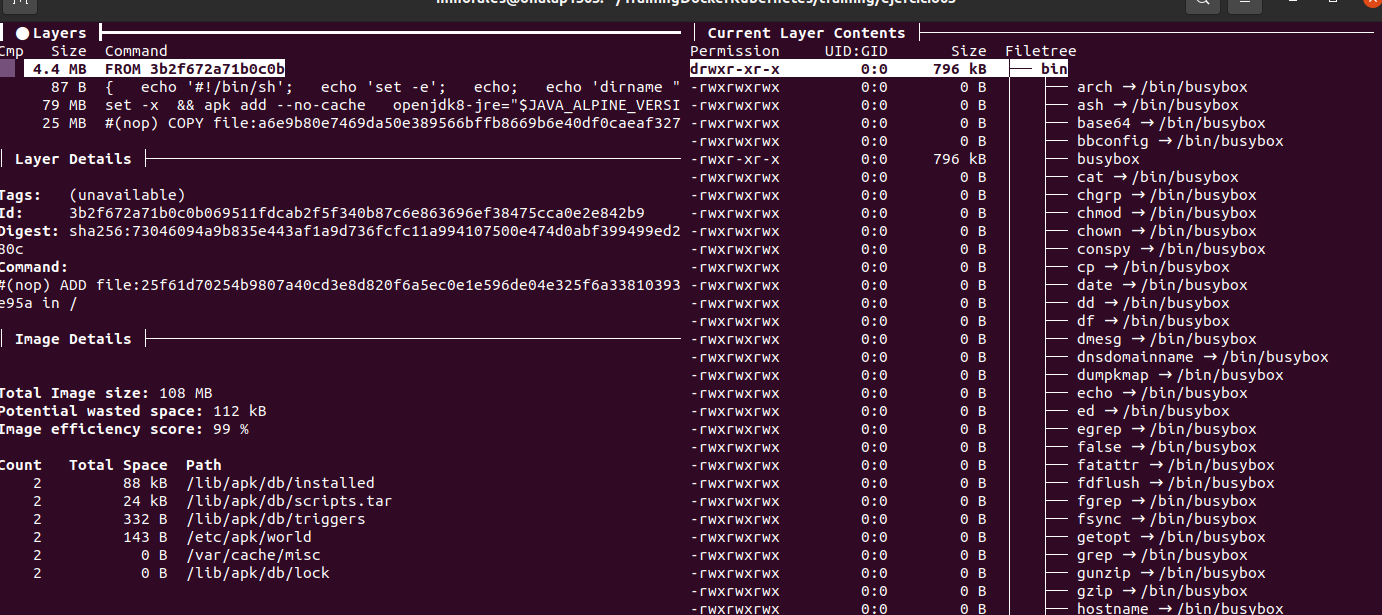 Layers
Cmp Size Command
4.4 MB FROM 3b2f672a71b0c0b
87 B { echo '#!/bin/sh'; echo 'set -e'; echo; echo 'dirname "
79 MB set -x && apk add --no-cache openjdk8-jre="$JAVA_ALPINE_VERSI
25 MB #(nop) COPY file:a6e9b80e7469da50e389566bffb8669b6e40df0caeaf327
Layer Details
Tags: (unavailable)
Id: 3b2f672a71b0c0b069511fdcab2f5f340b87c6e863696ef38475cca0e2e842b9
Digest: sha256:73046094a9b835e443af1a9d736fcfc11a994107500e474d0abf399499ed2
80c
Command:
#(nop) ADD file:25f61d70254b9807a40cd3e8d820f6a5ec0e1e596de04e325f6a33810393
e95a in /
Image Details
Total Image size: 108 MB
Potential wasted space: 112 kB
Image efficiency score: 99 %
Count Total Space Path
2 88 kB /lib/apk/db/installed
2 24 kB /lib/apk/db/scripts.tar
2 332 B /lib/apk/db/triggers
2 143 B /etc/apk/world
2 0 B /var/cache/misc
2 0 B /lib/apk/db/lock
Current Layer Contents
Permission UID:GID Size Filetree
drwxr-xr-x 0:0 796 kB bin
-rwxrwxrwx 0:0 0 B arch → /bin/busybox
-rwxrwxrwx 0:0 0 B ash → /bin/busybox
-rwxrwxrwx 0:0 0 B base64 → /bin/busybox
-rwxrwxrwx 0:0 0 B bbconfig → /bin/busybox
-rwxr-xr-x 0:0 796 kB busybox
-rwxrwxrwx 0:0 0 B cat → /bin/busybox
-rwxrwxrwx 0:0 0 B chgrp → /bin/busybox
-rwxrwxrwx 0:0 0 B chmod → /bin/busybox
-rwxrwxrwx 0:0 0 B chown → /bin/busybox
-rwxrwxrwx 0:0 0 B conspy → /bin/busybox
-rwxrwxrwx 0:0 0 B cp → /bin/busybox
-rwxrwxrwx 0:0 0 B date → /bin/busybox
-rwxrwxrwx 0:0 0 B dd → /bin/busybox
-rwxrwxrwx 0:0 0 B df → /bin/busybox
-rwxrwxrwx 0:0 0 B dmesg → /bin/busybox
-rwxrwxrwx 0:0 0 B dnsdomainname → /bin/busybox
-rwxrwxrwx 0:0 0 B dumpkmap → /bin/busybox
-rwxrwxrwx 0:0 0 B echo → /bin/busybox
-rwxrwxrwx 0:0 0 B ed → /bin/busybox
-rwxrwxrwx 0:0 0 B egrep → /bin/busybox
-rwxrwxrwx 0:0 0 B false → /bin/busybox
-rwxrwxrwx 0:0 0 B fatattr → /bin/busybox
-rwxrwxrwx 0:0 0 B fdflush → /bin/busybox
-rwxrwxrwx 0:0 0 B fgrep → /bin/busybox
-rwxrwxrwx 0:0 0 B fsync → /bin/busybox
-rwxrwxrwx 0:0 0 B getopt → /bin/busybox
-rwxrwxrwx 0:0 0 B grep → /bin/busybox
-rwxrwxrwx 0:0 0 B gunzip → /bin/busybox
-rwxrwxrwx 0:0 0 B gzip → /bin/busybox
-rwxrwxrwx 0:0 0 B hostname → /bin/busybox